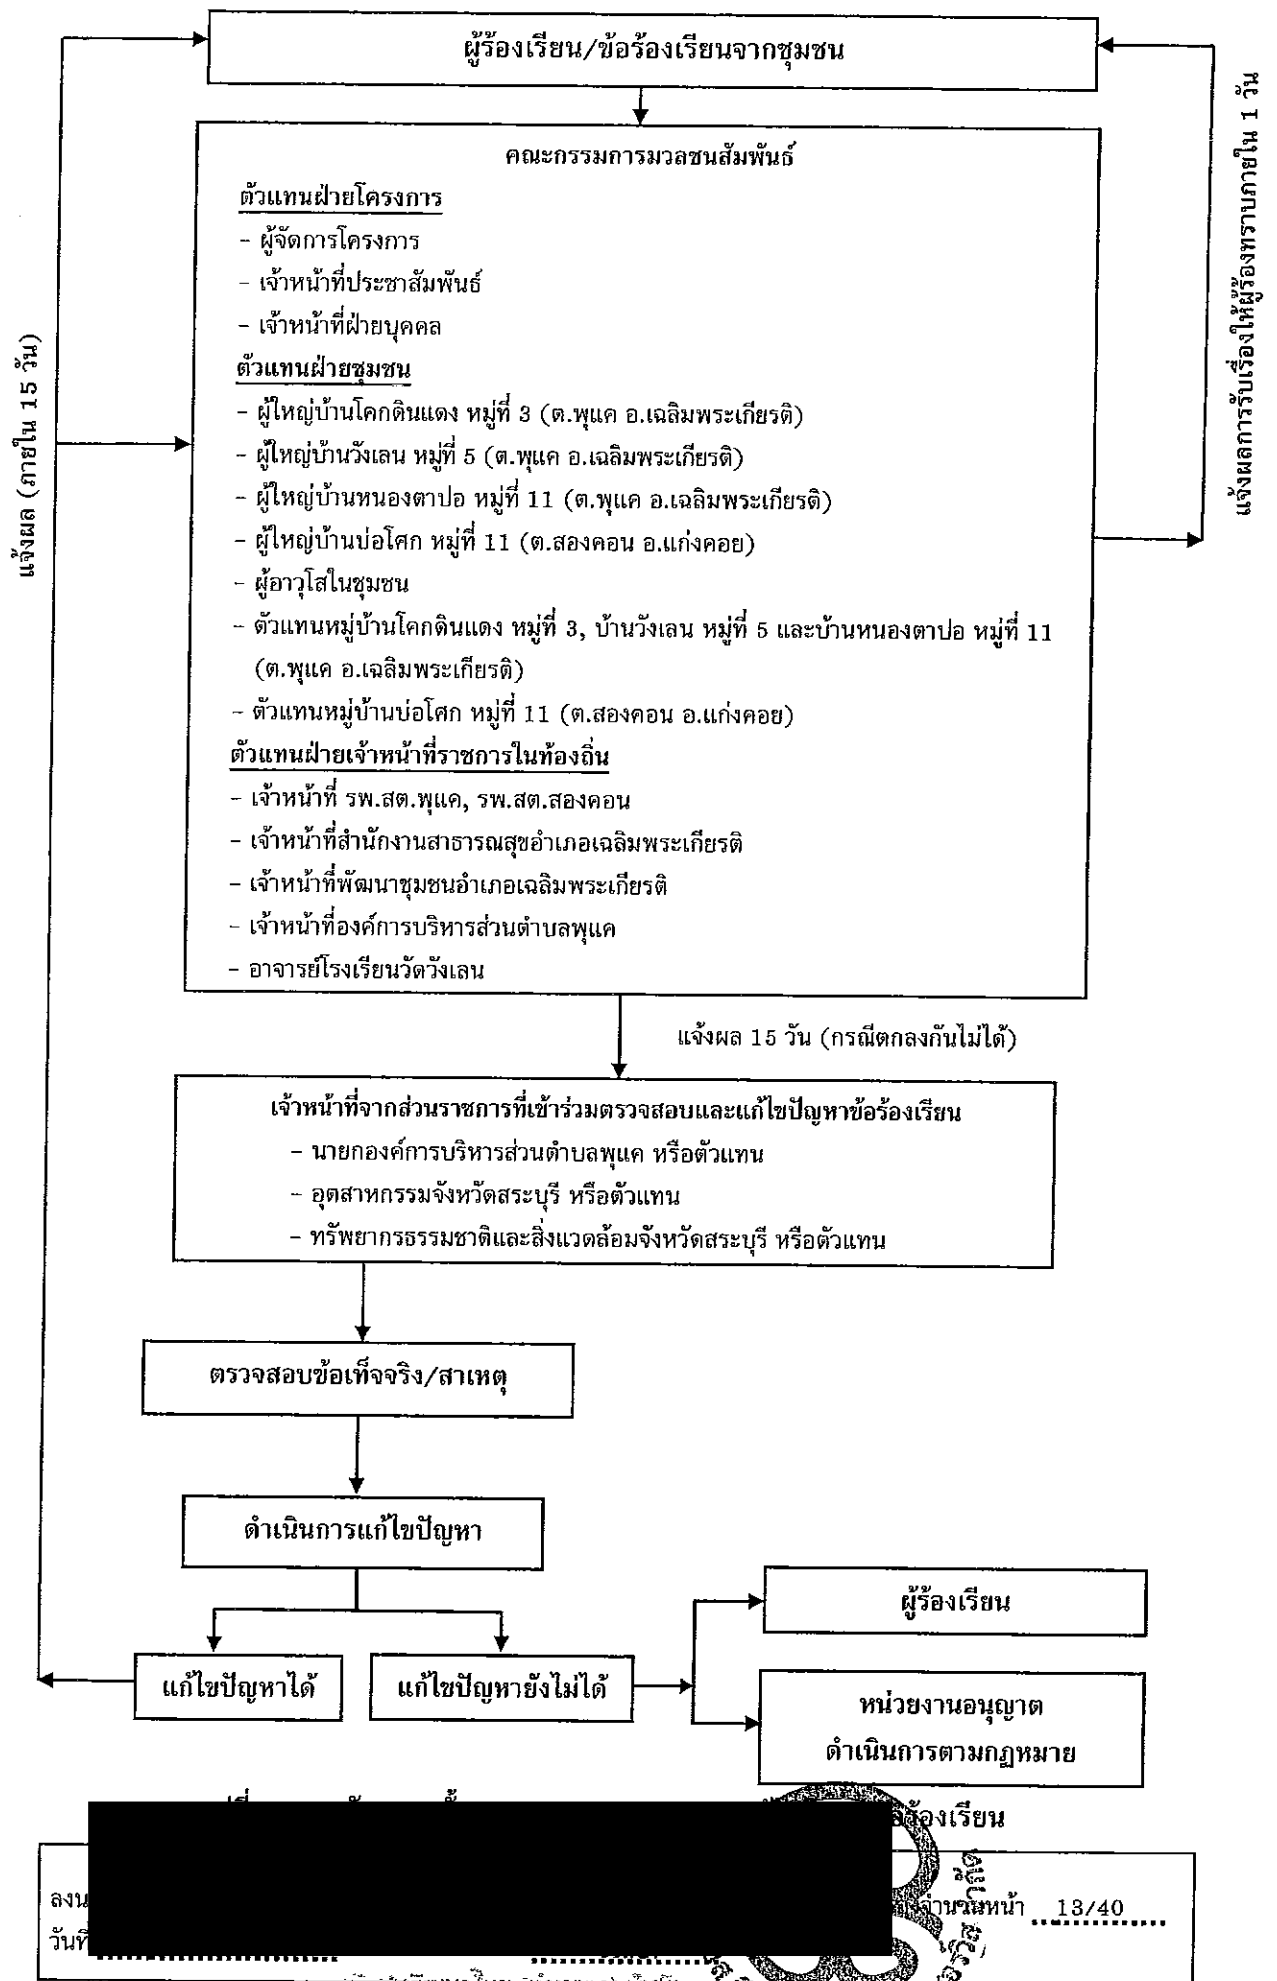 ผู้ร้องเรียน/ข้อร้องเรียนจากชุมชน
แจ้งผลการรับเรื่องให้ผู้ร้องทราบภายใน 1 วัน
แจ้งผล (ภายใน 15 วัน)
คณะกรรมการมวลชนสัมพันธ์
ตัวแทนฝ่ายโครงการ
- ผู้จัดการโครงการ
- เจ้าหน้าที่ประชาสัมพันธ์
- เจ้าหน้าที่ฝ่ายบุคคล
ตัวแทนฝ่ายชุมชน
- ผู้ใหญ่บ้านโคกดินแดง หมู่ที่ 3 (ต.พุแค อ.เฉลิมพระเกียรติ)
- ผู้ใหญ่บ้านวังเลน หมู่ที่ 5 (ต.พุแค อ.เฉลิมพระเกียรติ)
- ผู้ใหญ่บ้านหนองตาปอ หมู่ที่ 11 (ต.พุแค อ.เฉลิมพระเกียรติ)
- ผู้ใหญ่บ้านบ่อโศก หมู่ที่ 11 (ต.สองคอน อ.แก่งคอย)
- ผู้อาวุโสในชุมชน
- ตัวแทนหมู่บ้านโคกดินแดง หมู่ที่ 3, บ้านวังเลน หมู่ที่ 5 และบ้านหนองตาปอ หมู่ที่ 11
(ต.พุแค อ.เฉลิมพระเกียรติ)
- ตัวแทนหมู่บ้านบ่อโศก หมู่ที่ 11 (ต.สองคอน อ.แก่งคอย)
ตัวแทนฝ่ายเจ้าหน้าที่ราชการในท้องถิ่น
- เจ้าหน้าที่ รพ.สต.พุแค, รพ.สต.สองคอน
- เจ้าหน้าที่สำนักงานสาธารณสุขอำเภอเฉลิมพระเกียรติ
- เจ้าหน้าที่พัฒนาชุมชนอำเภอเฉลิมพระเกียรติ
- เจ้าหน้าที่องค์การบริหารส่วนตำบลพุแค
- อาจารย์โรงเรียนวัดวังเลน
แจ้งผล 15 วัน (กรณีตกลงกันไม่ได้)
เจ้าหน้าที่จากส่วนราชการที่เข้าร่วมตรวจสอบและแก้ไขปัญหาข้อร้องเรียน
- นายกองค์การบริหารส่วนตำบลพุแค หรือตัวแทน
- อุตสาหกรรมจังหวัดสระบุรี หรือตัวแทน
- ทรัพยากรธรรมชาติและสิ่งแวดล้อมจังหวัดสระบุรี หรือตัวแทน
ตรวจสอบข้อเท็จจริง/สาเหตุ
ดำเนินการแก้ไขปัญหา
ผู้ร้องเรียน
แก้ไขปัญหาได้
แก้ไขปัญหายังไม่ได้
หน่วยงานอนุญาต
ดำเนินการตามกฎหมาย
ร้องเรียน
จำนวนหน้า 13/40